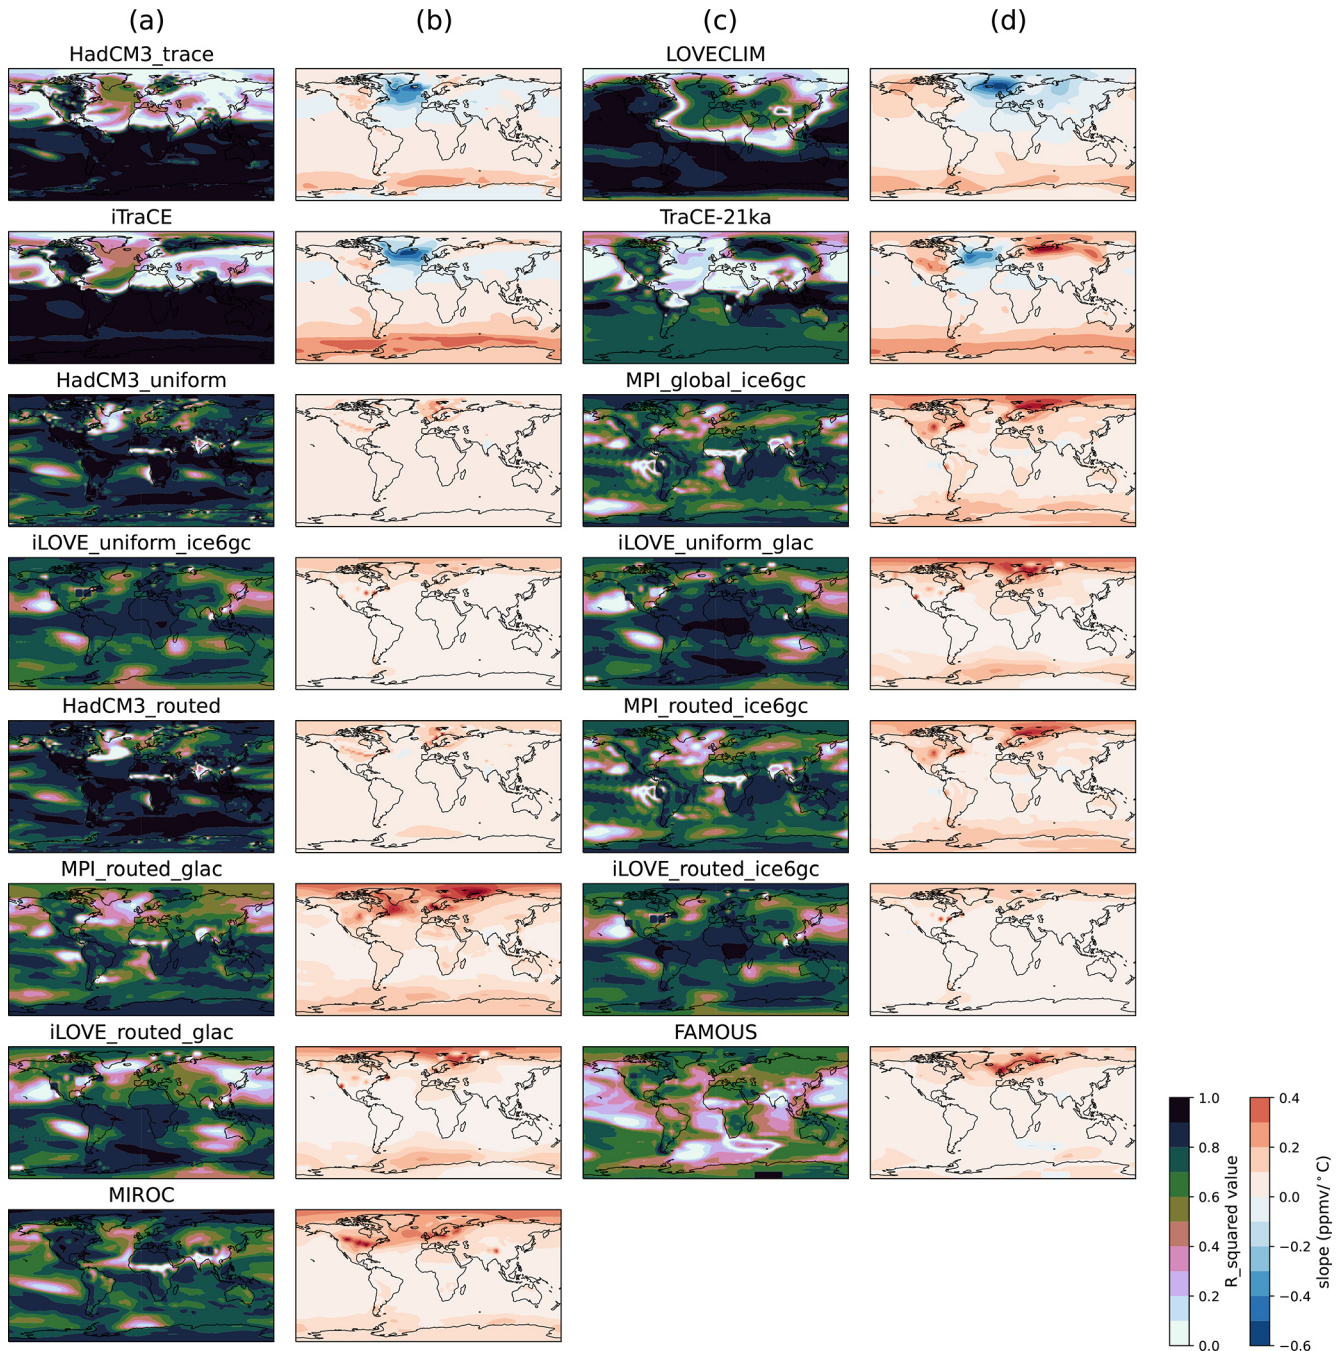 (a) (b) (c) (d)
HadCM3_trace LOVECLIM
iTraCE TraCE-21ka
HadCM3_uniform MPI_global_ice6gc
iLOVE_uniform_ice6gc iLOVE_uniform_glac
HadCM3_routed MPI_routed_ice6gc
MPI_routed_glac iLOVE_routed_ice6gc
iLOVE_routed_glac FAMOUS
MIROC
1.0
0.8
0.6
0.4
0.2
0.0
R_squared value
0.4
0.2
0.0
−0.2
−0.4
−0.6
slope (ppmv/°C)